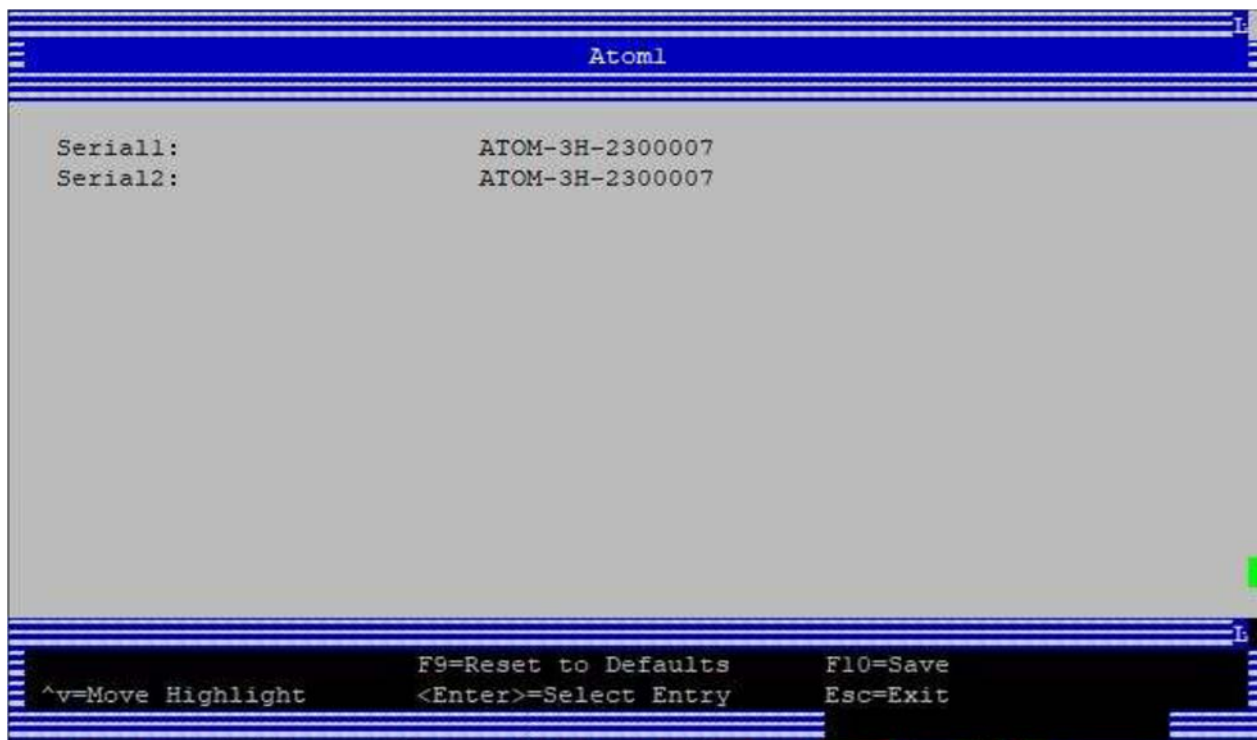 Atom1
Serial1: ATOM-3H-2300007
Serial2: ATOM-3H-2300007
F9=Reset to Defaults F10=Save
^v=Move Highlight <Enter>=Select Entry Esc=Exit